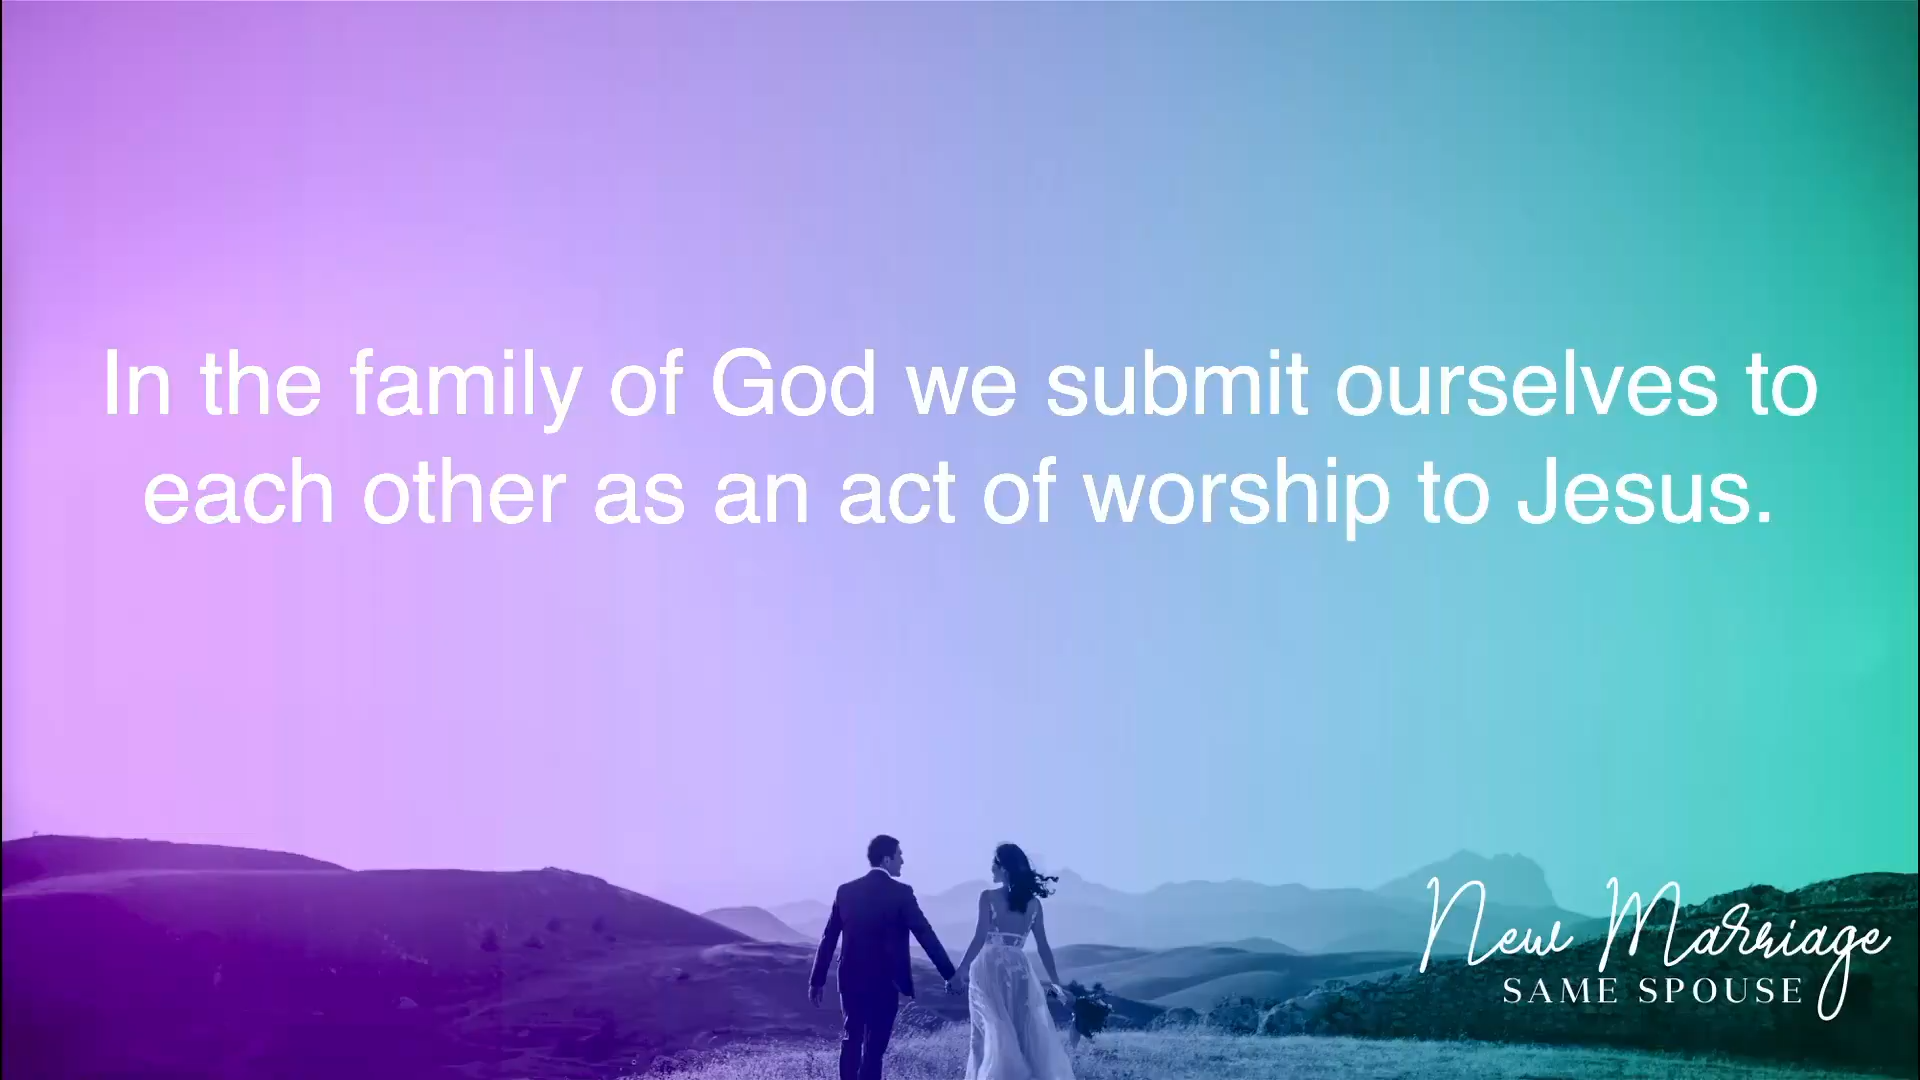 In the family of God we submit ourselves to
each other as an act of worship to Jesus.
New Marriage
SAME SPOUSE